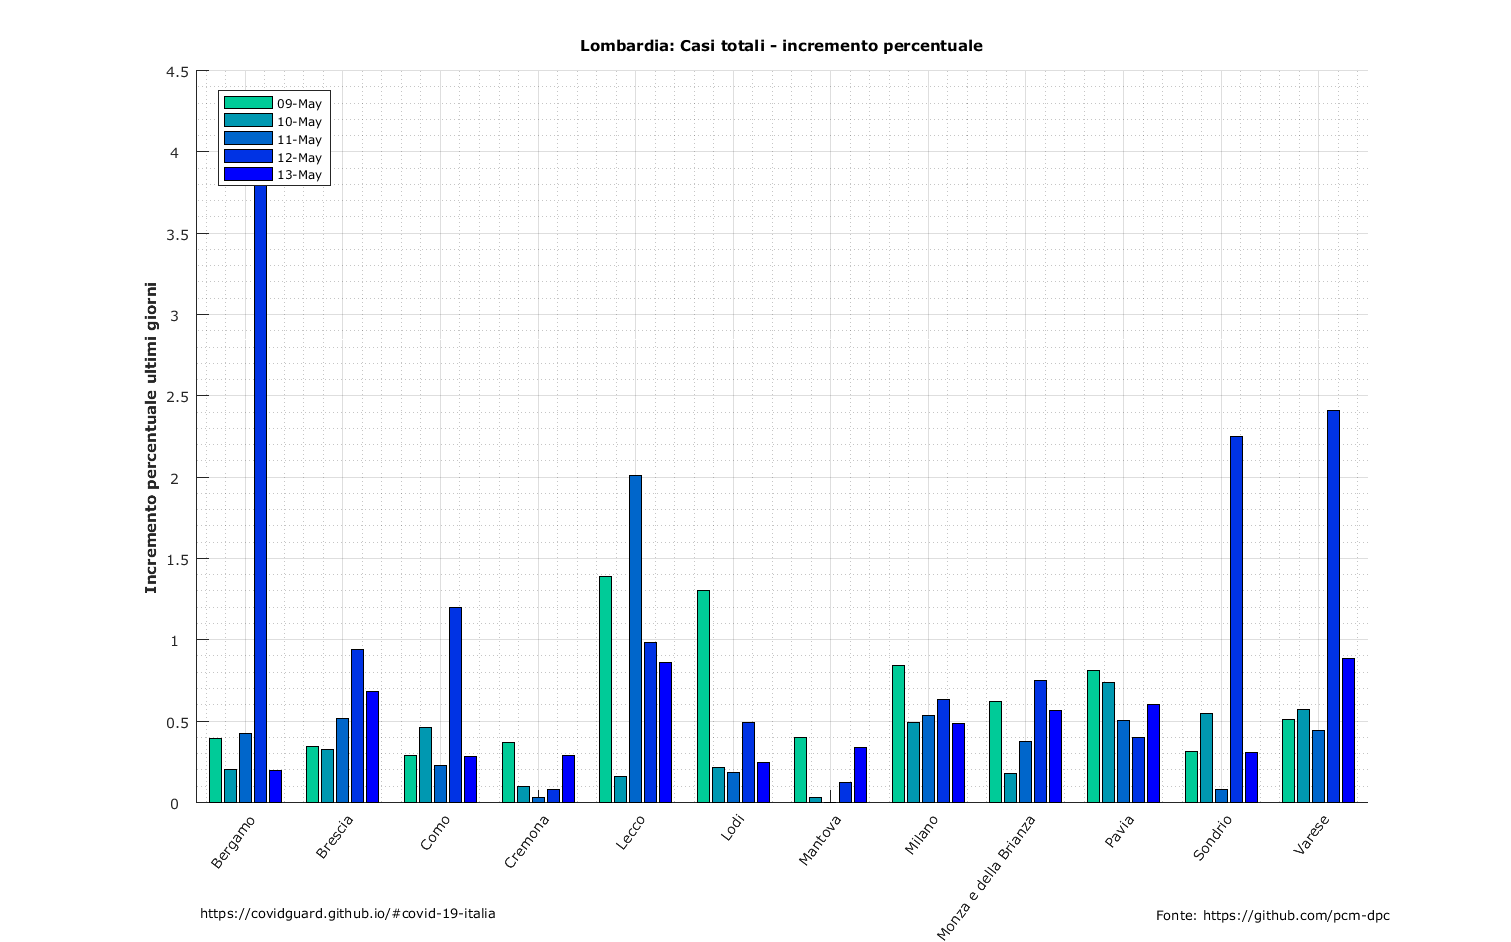 Lombardia: Casi totali - incremento percentuale
4.5
4
3.5
3
2.5
2
1.5
1
0.5
0
Incremento percentuale ultimi giorni
09-May
10-May
11-May
12-May
13-May
Bergamo
Brescia
Como
Cremona
Lecco
Lodi
Mantova
Milano
Monza e della Brianza
Pavia
Sondrio
Varese
https://covidguard.github.io/#covid-19-italia
Fonte: https://github.com/pcm-dpc